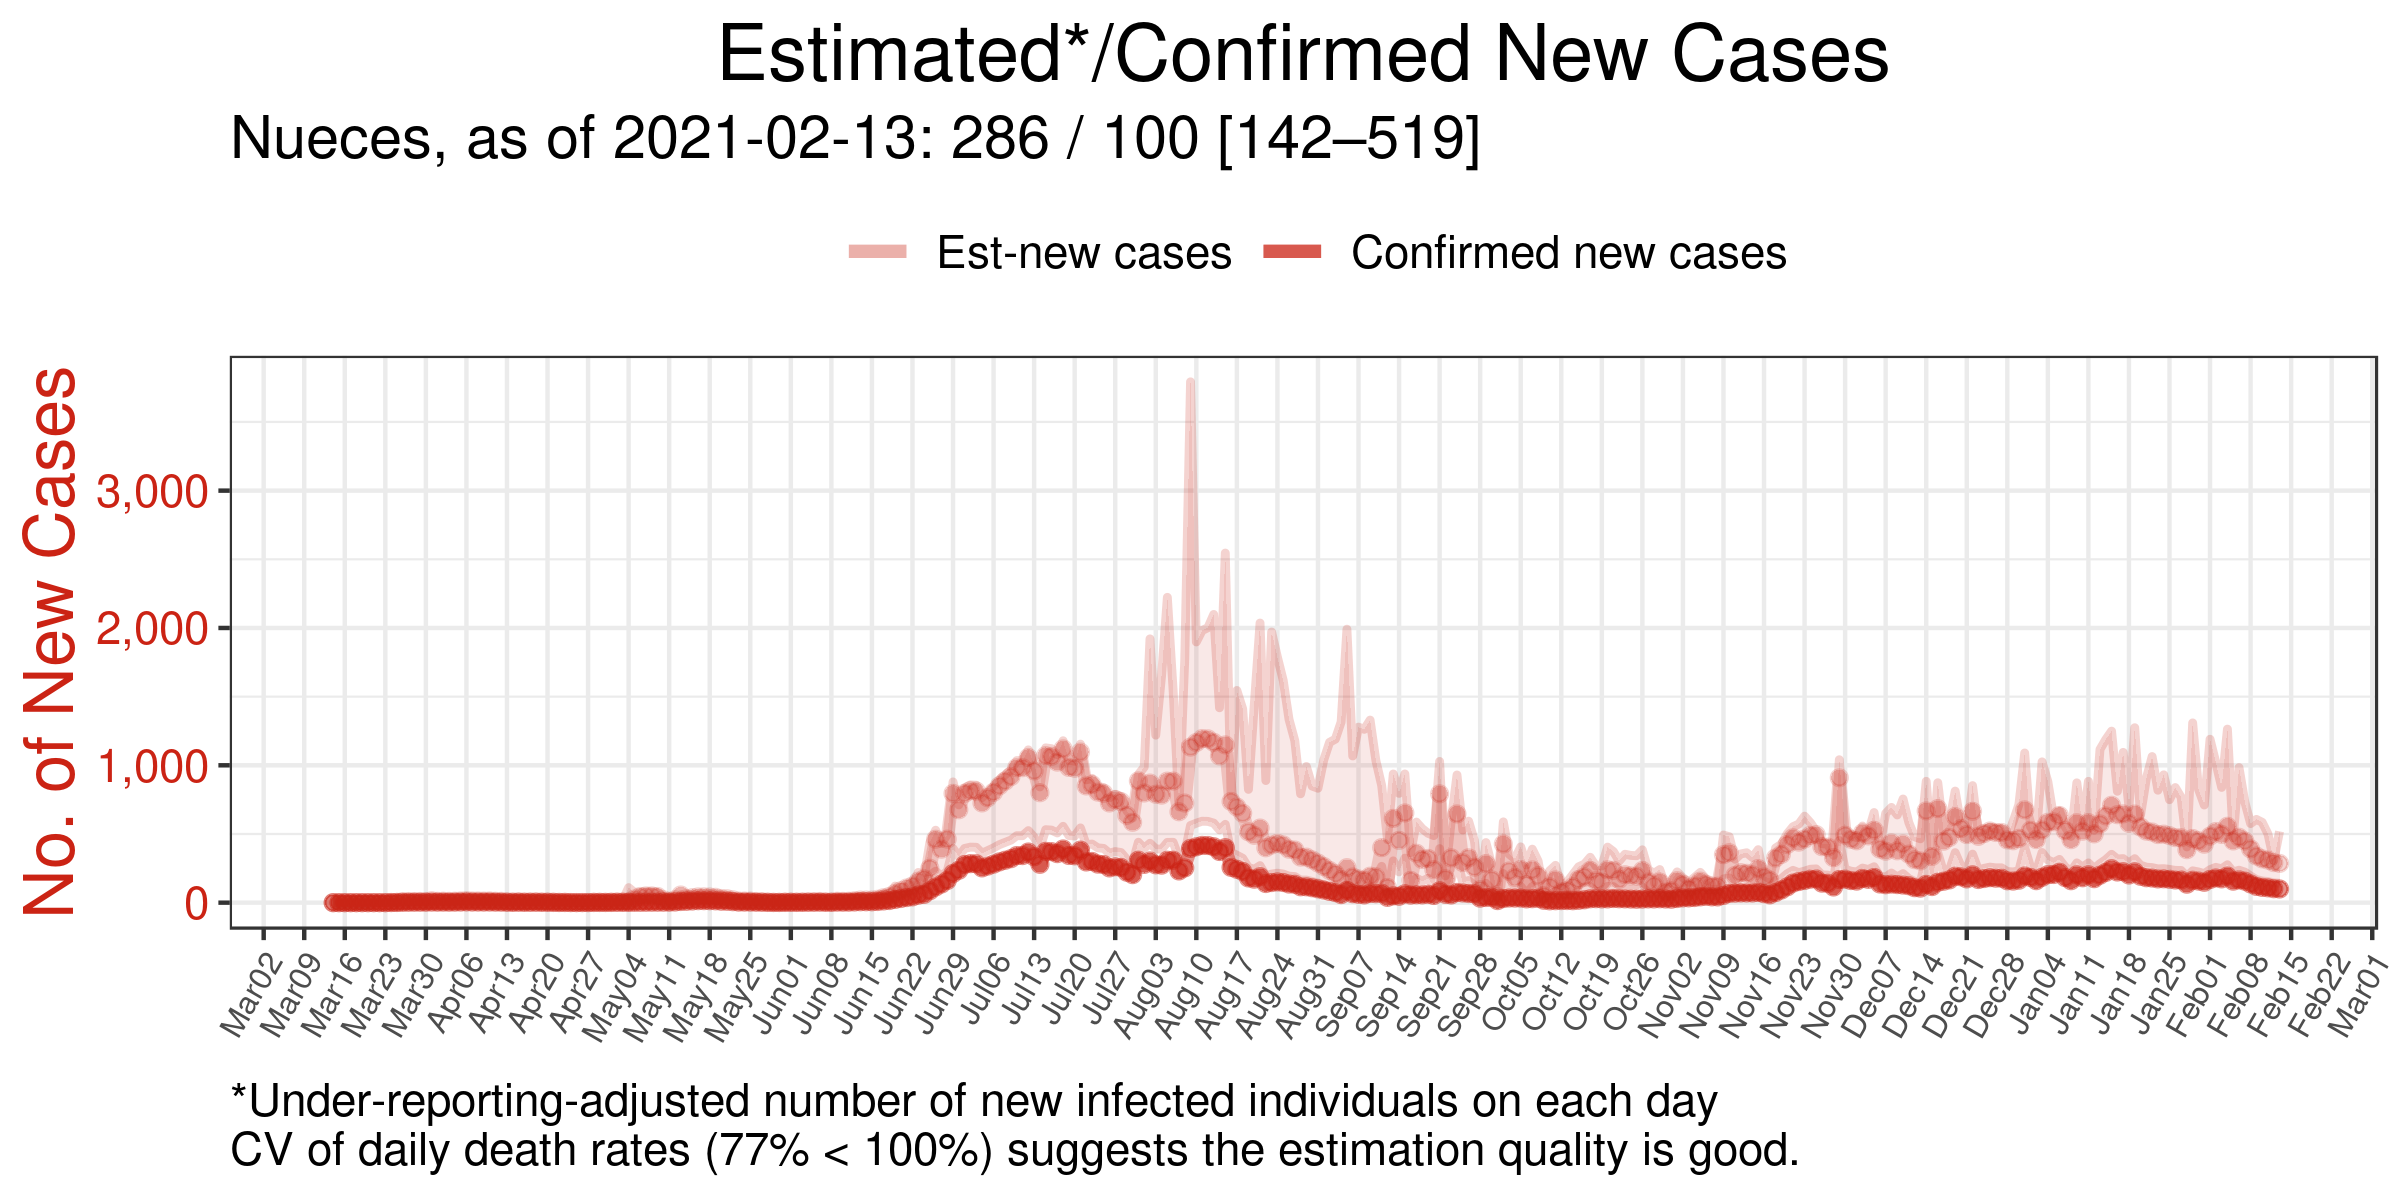 Estimated*/Confirmed New Cases
Nueces, as of 2021-02-13: 286 / 100 [142–519]
Est-new cases Confirmed new cases
No. of New Cases
3,000
2,000
1,000
0
Mar02 Mar09 Mar16 Mar23 Mar30 Apr06 Apr13 Apr20 Apr27 May04 May11 May18 May25 Jun01 Jun08 Jun15 Jun22 Jun29 Jul06 Jul13 Jul20 Jul27 Aug03 Aug10 Aug17 Aug24 Aug31 Sep07 Sep14 Sep21 Sep28 Oct05 Oct12 Oct19 Oct26 Nov02 Nov09 Nov16 Nov23 Nov30 Dec07 Dec14 Dec21 Dec28 Jan04 Jan11 Jan18 Jan25 Feb01 Feb08 Feb15 Feb22 Mar01
*Under-reporting-adjusted number of new infected individuals on each day
CV of daily death rates (77% < 100%) suggests the estimation quality is good.